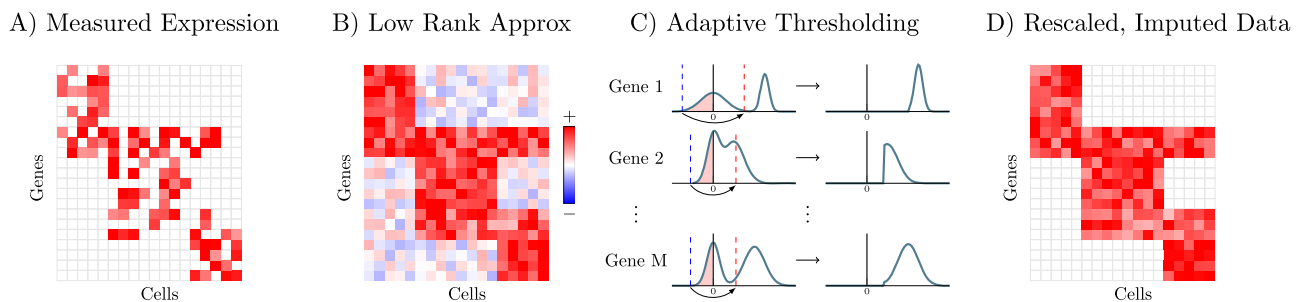 A) Measured Expression
B) Low Rank Approx
C) Adaptive Thresholding
D) Rescaled, Imputed Data
Genes
Cells
Genes
Cells
+
−
Gene 1
0
0
Gene 2
0
0
⋮
⋮
Gene M
0
0
Genes
Cells